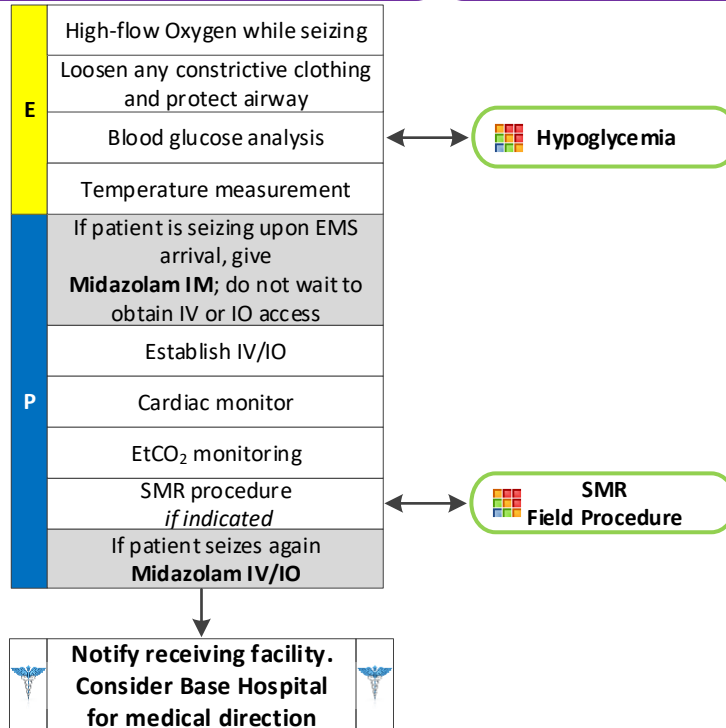 E
High-flow Oxygen while seizing
Loosen any constrictive clothing
and protect airway
Blood glucose analysis
Hypoglycemia
Temperature measurement
P
If patient is seizing upon EMS
arrival, give
Midazolam IM; do not wait to
obtain IV or IO access
Establish IV/IO
Cardiac monitor
EtCO₂ monitoring
SMR procedure
if indicated
SMR
Field Procedure
If patient seizes again
Midazolam IV/IO
Notify receiving facility.
Consider Base Hospital
for medical direction